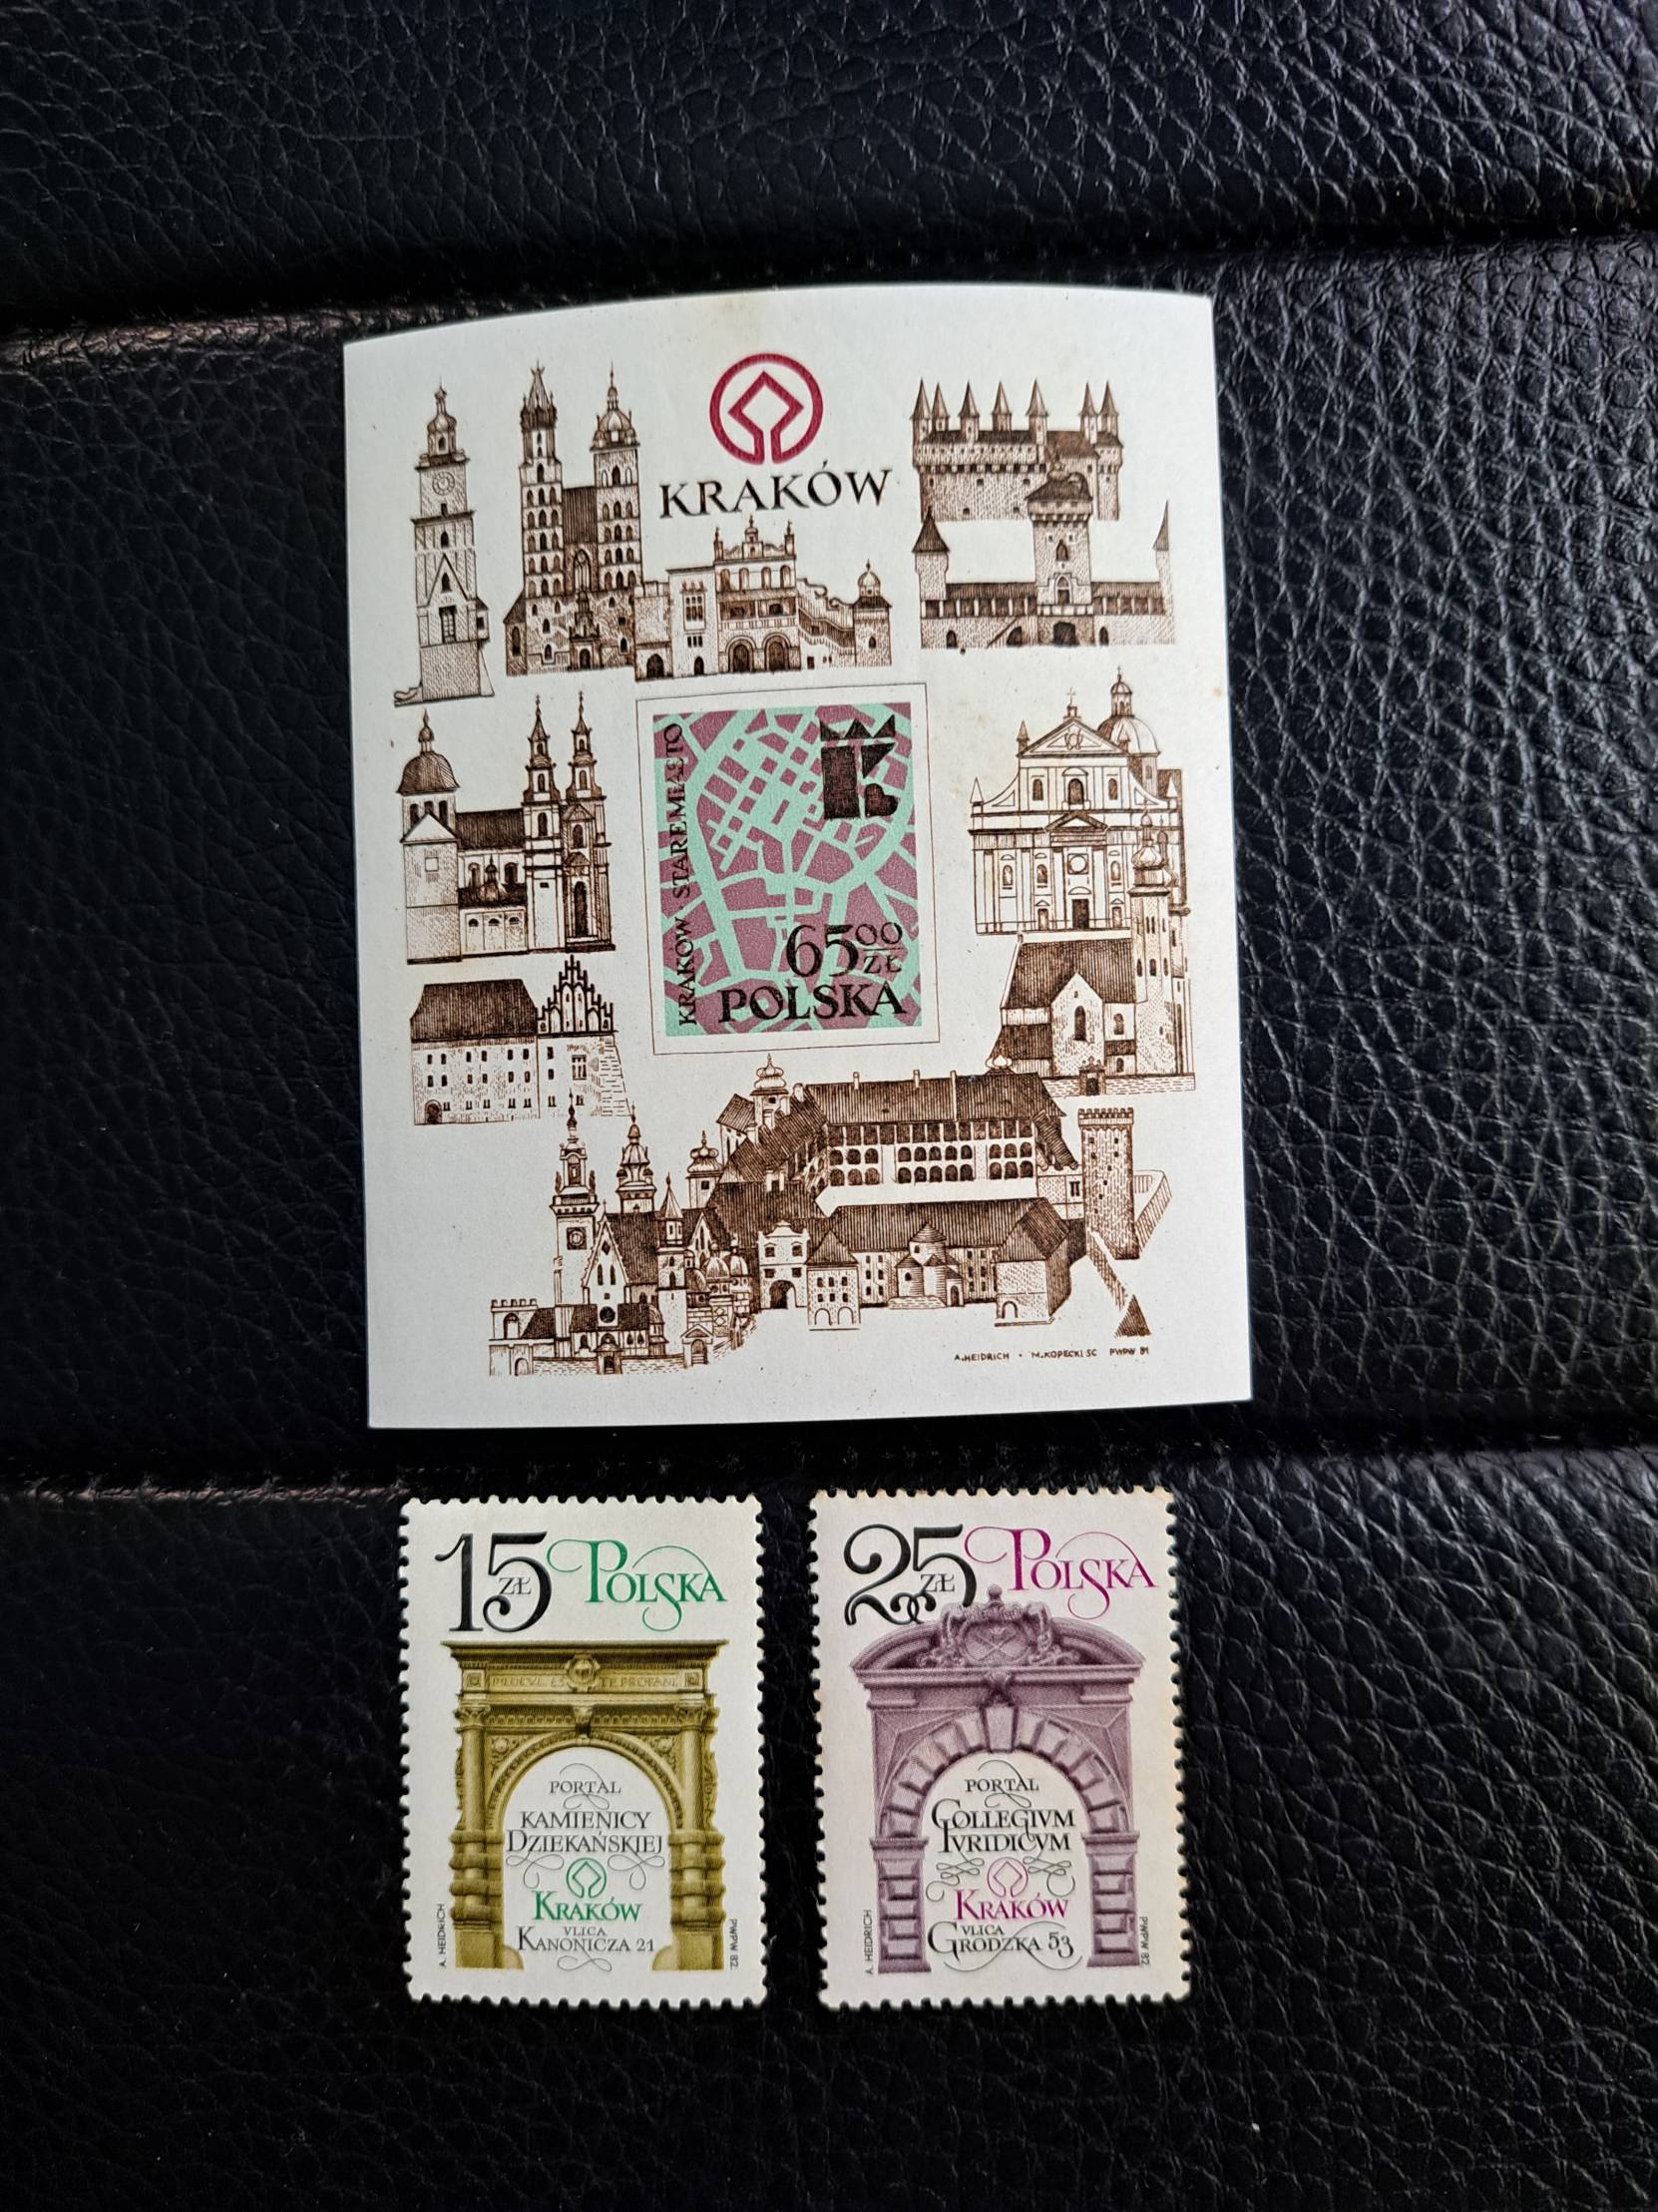 KRAKÓW
KRAKÓW STARE MIASTO
65 00 ZŁ
POLSKA
A.HEIDRICH • M.KOPECKI SC PWPW 81
15 ZŁ POLSKA
PORTAL
KAMIENICY
DZIEKAŃSKIEJ
KRAKÓW
VLICA
KANONICZA 21
A. HEIDRICH
PWPW 82.
25 ZŁ POLSKA
PORTAL
COLLEGIVM
IVRIDICVM
KRAKÓW
VLICA
GRODZKA 53
A. HEIDRICH
PWPW 82.